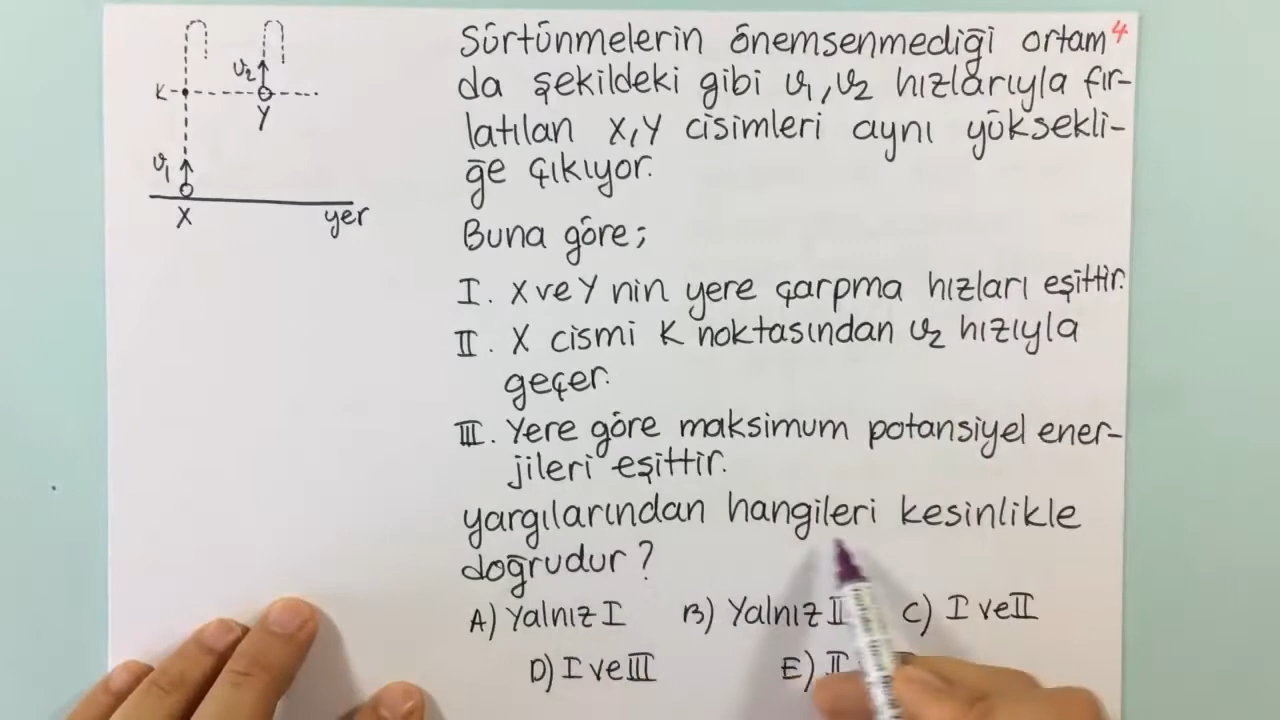 Sürtünmelerin önemsenmediği ortam 4
da şekildeki gibi v1, v2 hızlarıyla fır-
latılan X, Y cisimleri aynı yüksekli-
ğe çıkıyor.
Buna göre;
I. X ve Y nin yere çarpma hızları eşittir.
II. X cismi K noktasından v2 hızıyla
geçer.
III. Yere göre maksimum potansiyel ener-
jileri eşittir.
yargılarından hangileri kesinlikle
doğrudur?
A) Yalnız I B) Yalnız II C) I ve II
D) I ve III E) II
v2
K
Y
v1
X yer